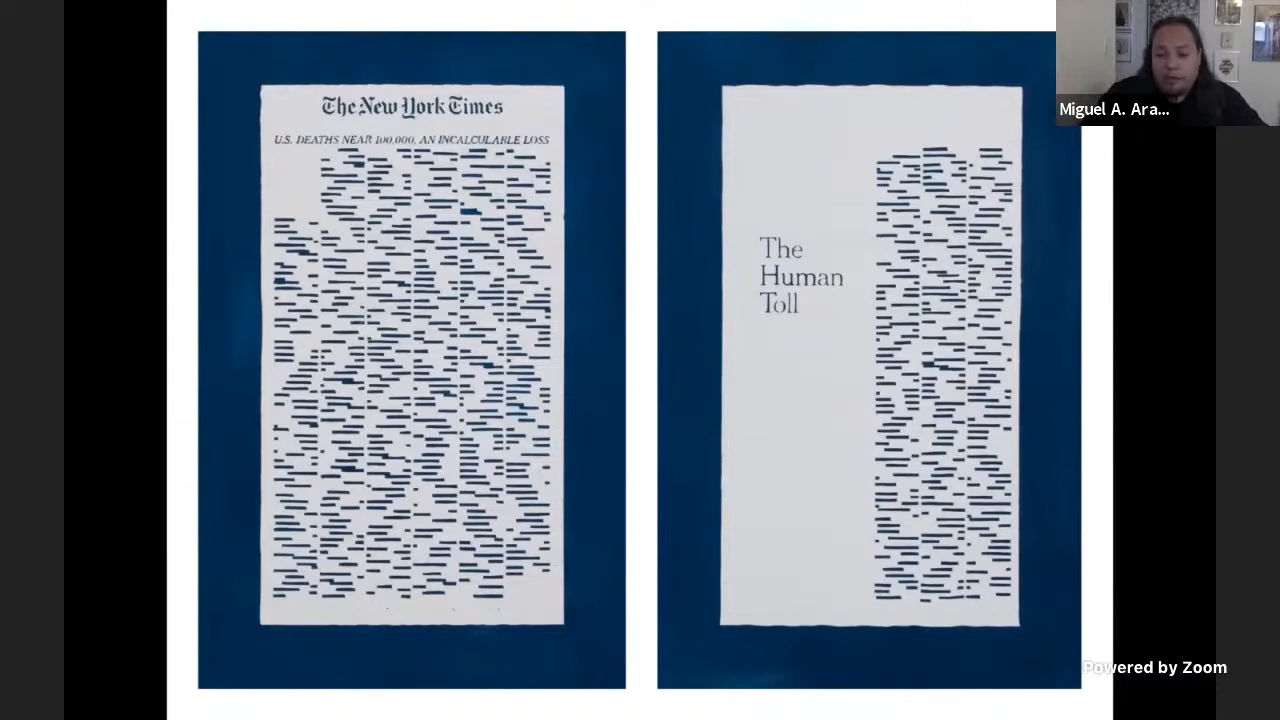 The New York Times
U.S. DEATHS NEAR 100,000, AN INCALCULABLE LOSS
The
Human
Toll
Miguel A. Ara...
Powered by Zoom